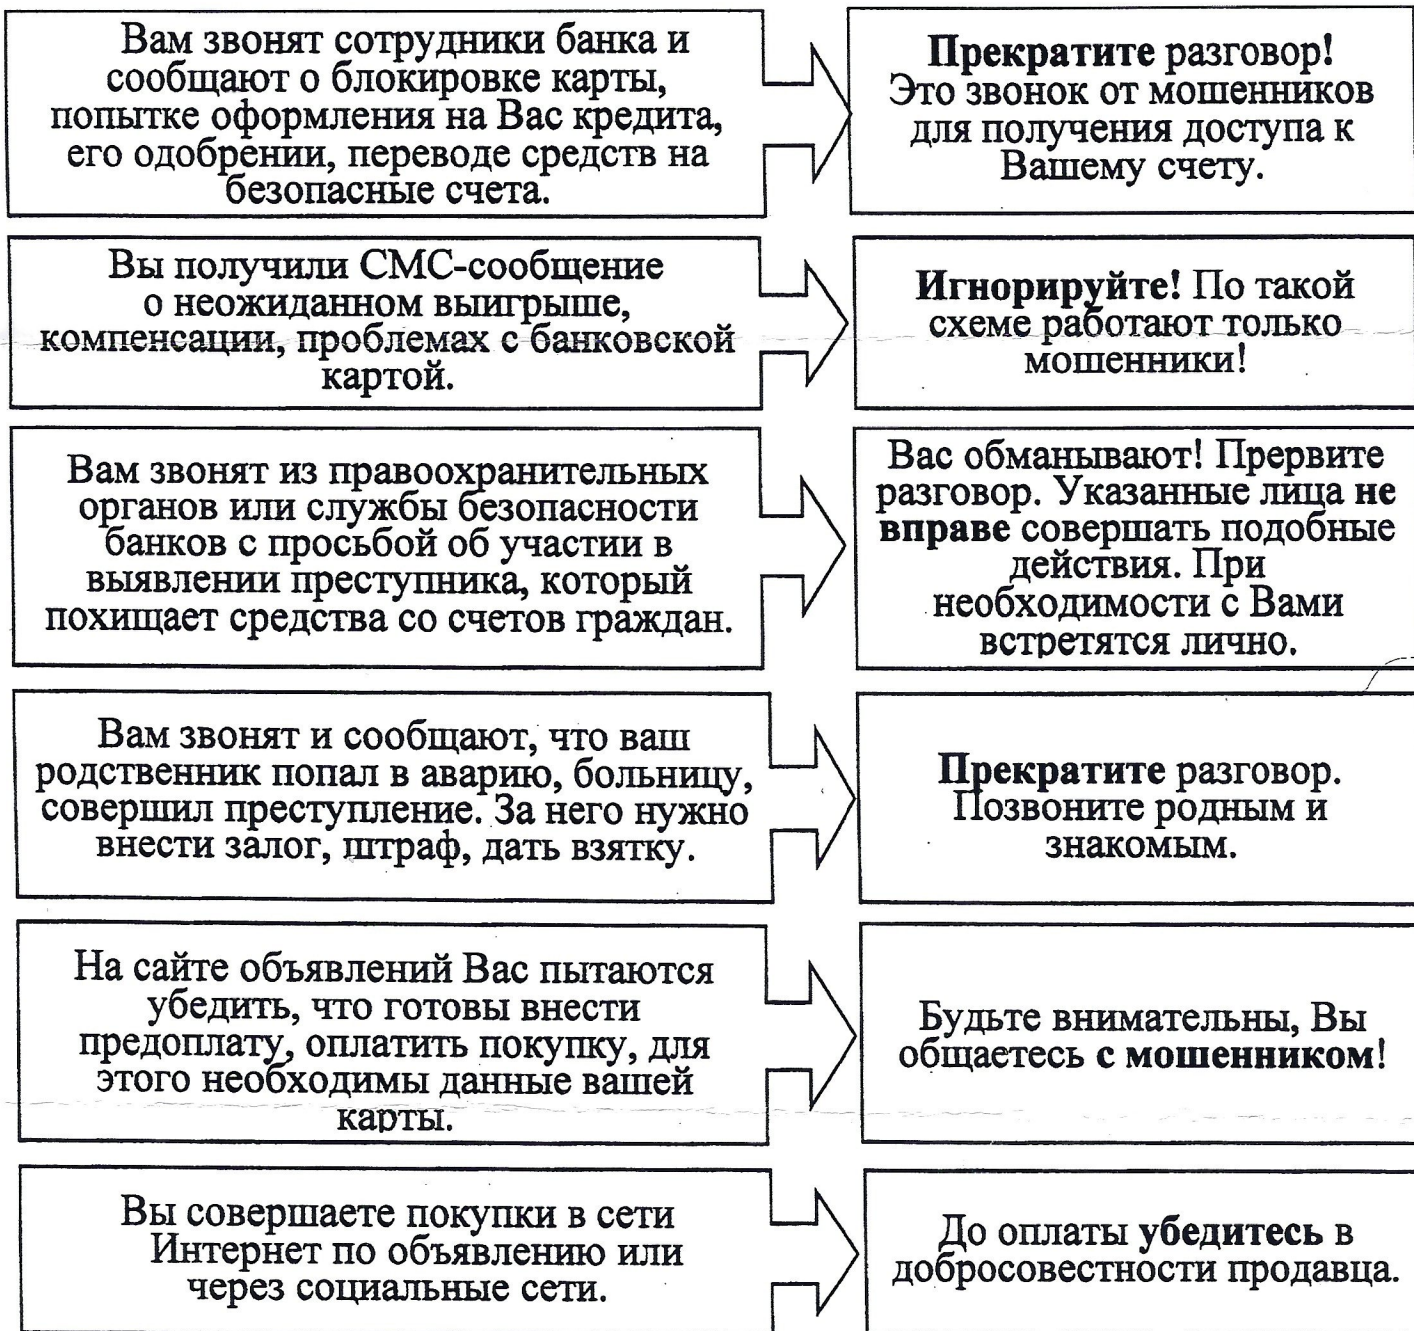 Вам звонят сотрудники банка и
сообщают о блокировке карты,
попытке оформления на Вас кредита,
его одобрении, переводе средств на
безопасные счета.
Прекратите разговор!
Это звонок от мошенников
для получения доступа к
Вашему счету.
Вы получили СМС-сообщение
о неожиданном выигрыше,
компенсации, проблемах с банковской
картой.
Игнорируйте! По такой
схеме работают только
мошенники!
Вам звонят из правоохранительных
органов или службы безопасности
банков с просьбой об участии в
выявлении преступника, который
похищает средства со счетов граждан.
Вас обманывают! Прервите
разговор. Указанные лица не
вправе совершать подобные
действия. При
необходимости с Вами
встретятся лично.
Вам звонят и сообщают, что ваш
родственник попал в аварию, больницу,
совершил преступление. За него нужно
внести залог, штраф, дать взятку.
Прекратите разговор.
Позвоните родным и
знакомым.
На сайте объявлений Вас пытаются
убедить, что готовы внести
предоплату, оплатить покупку, для
этого необходимы данные вашей
карты.
Будьте внимательны, Вы
общаетесь с мошенником!
Вы совершаете покупки в сети
Интернет по объявлению или
через социальные сети.
До оплаты убедитесь в
добросовестности продавца.